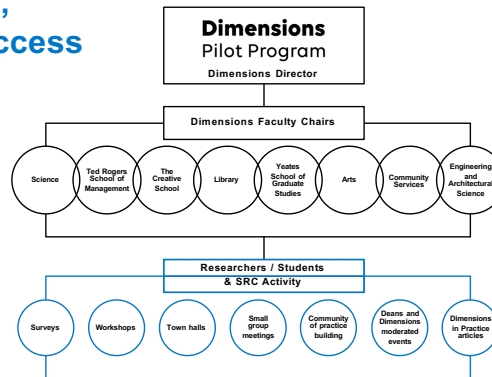 ,
ccess
Dimensions
Pilot Program
Dimensions Director
Dimensions Faculty Chairs
Science
Ted Rogers
School of
Management
The
Creative
School
Library
Yeates
School of
Graduate
Studies
Arts
Community
Services
Engineering
and
Architectural
Science
Researchers / Students
& SRC Activity
Surveys
Workshops
Town halls
Small
group
meetings
Community
of practice
building
Deans and
Dimensions
moderated
events
Dimensions
in Practice
articles